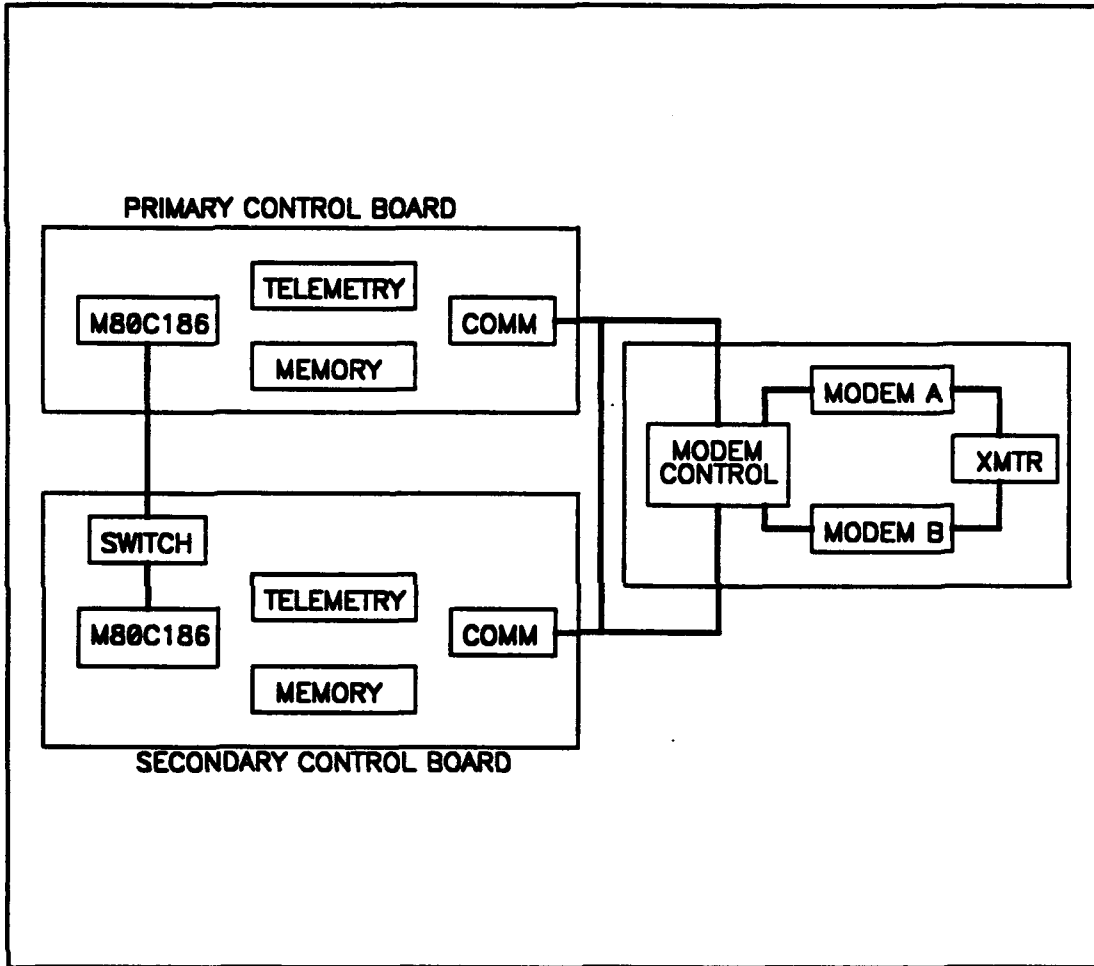 PRIMARY CONTROL BOARD
TELEMETRY
M80C186
COMM
MEMORY
MODEM A
MODEM
CONTROL
XMTR
MODEM B
SWITCH
TELEMETRY
M80C186
COMM
MEMORY
SECONDARY CONTROL BOARD